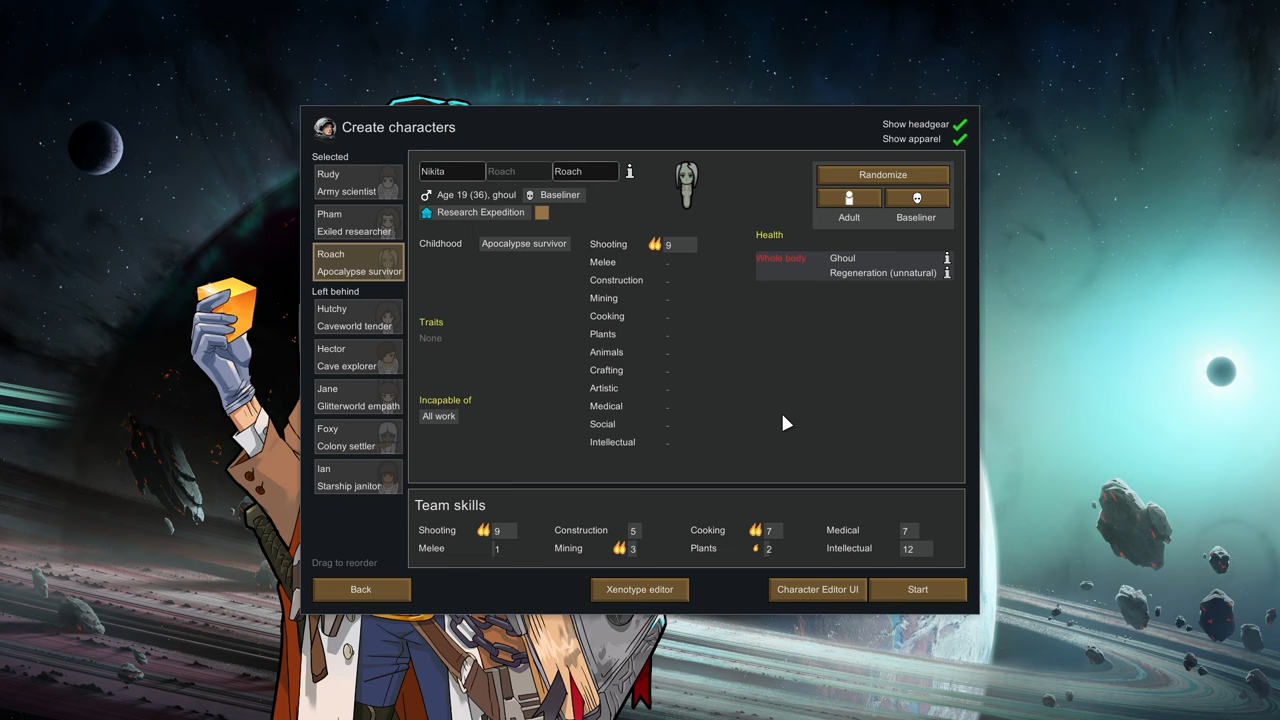 Create characters
Show headgear
Show apparel
Selected
Rudy
Army scientist
Pham
Exiled researcher
Roach
Apocalypse survivor
Left behind
Hutchy
Caveworld tender
Hector
Cave explorer
Jane
Glitterworld empath
Foxy
Colony settler
Ian
Starship janitor
Drag to reorder
Nikita Roach Roach
Age 19 (36), ghoul Baseliner
Research Expedition
Childhood Apocalypse survivor
Traits
None
Incapable of
All work
Shooting 9
Melee -
Construction -
Mining -
Cooking -
Plants -
Animals -
Crafting -
Artistic -
Medical -
Social -
Intellectual -
Randomize
Adult Baseliner
Health
Whole body Ghoul
Regeneration (unnatural)
Team skills
Shooting 9 Construction 5 Cooking 7 Medical 7
Melee 1 Mining 3 Plants 2 Intellectual 12
Back Xenotype editor Character Editor UI Start